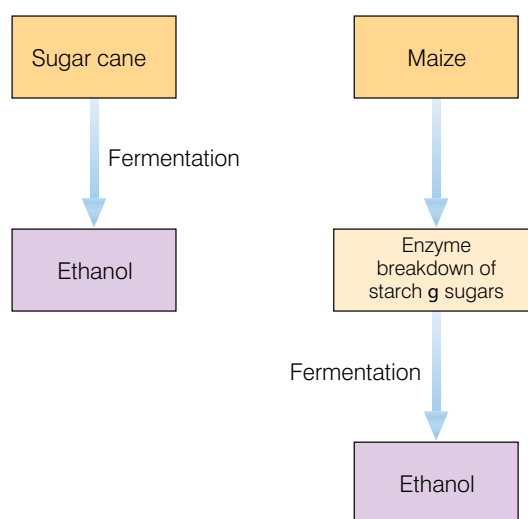 Sugar cane
Fermentation
Ethanol
Maize
Enzyme
breakdown of
starch g sugars
Fermentation
Ethanol